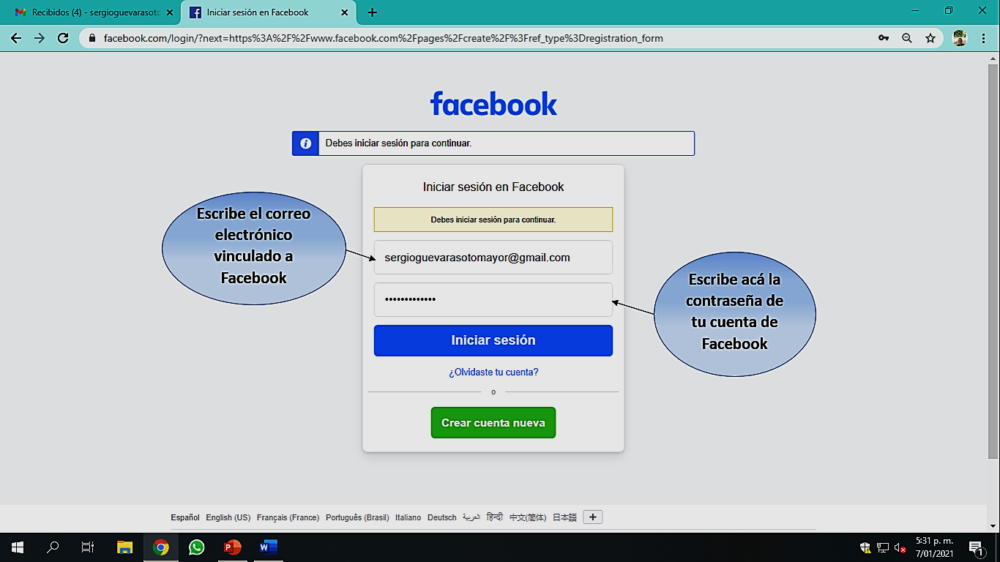 Recibidos (4) - sergioguevarasoto
Iniciar sesión en Facebook
facebook.com/login/?next=https%3A%2F%2Fwww.facebook.com%2Fpages%2Fcreate%2F%3Fref_type%3Dregistration_form
facebook
Debes iniciar sesión para continuar.
Iniciar sesión en Facebook
Debes iniciar sesión para continuar.
Escribe el correo
electrónico
vinculado a
Facebook
sergioguevarasotomayor@gmail.com
•••••••••••••
Escribe acá la
contraseña de
tu cuenta de
Facebook
Iniciar sesión
¿Olvidaste tu cuenta?
o
Crear cuenta nueva
Español English (US) Français (France) Português (Brasil) Italiano Deutsch العربية हिन्दी 中文(简体) 日本語 +
5:31 p. m.
7/01/2021
1